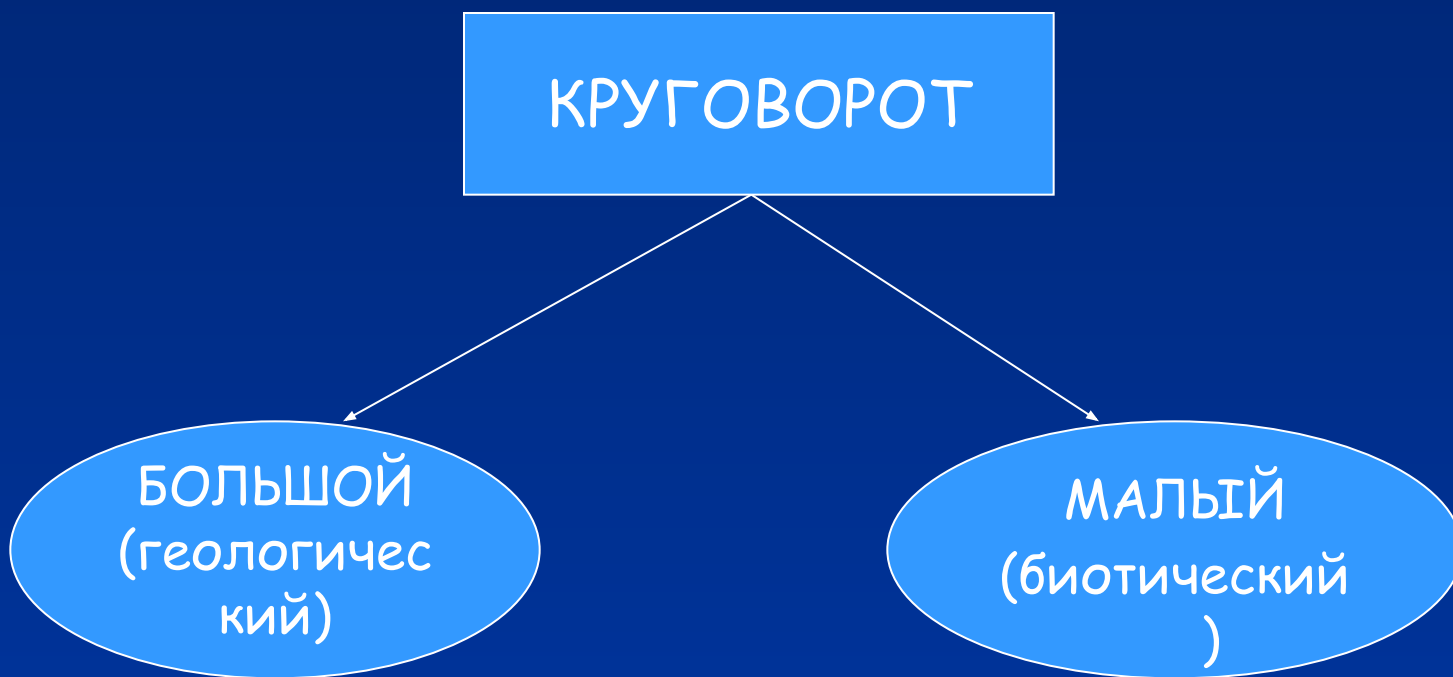 КРУГОВОРОТ
БОЛЬШОЙ
(геологичес
кий)
МАЛЫЙ
(биотический
)